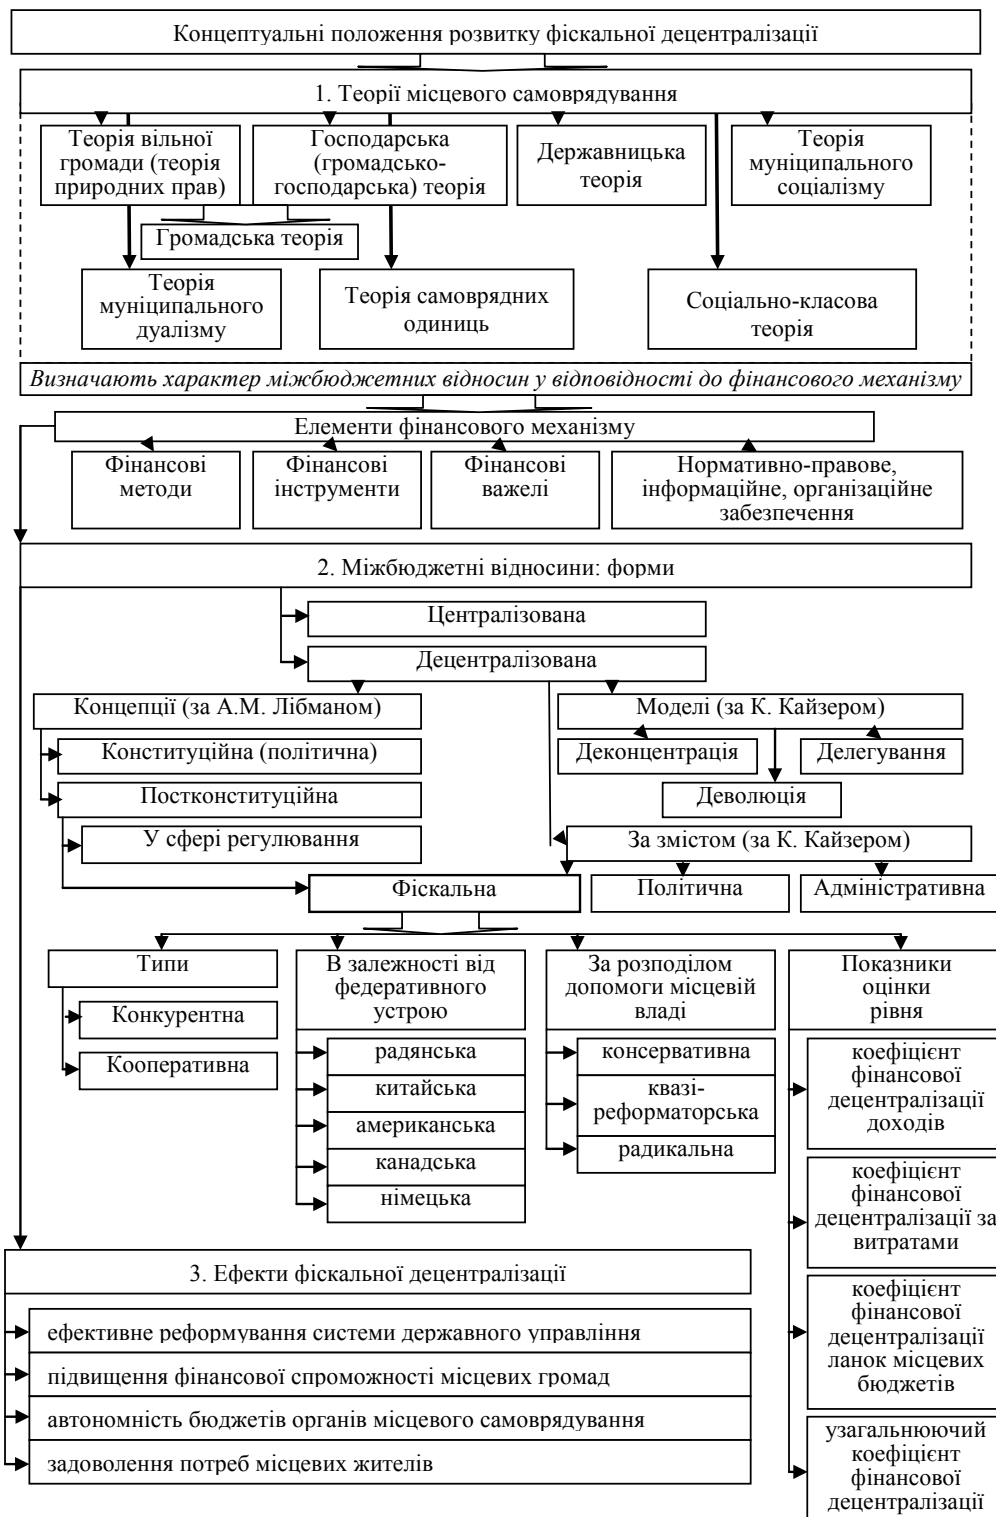 Концептуальні положення розвитку фіскальної децентралізації
1. Теорії місцевого самоврядування
Теорія вільної
громади (теорія
природних прав)
Господарська
(громадсько-
господарська) теорія
Державницька
теорія
Теорія
муніципального
соціалізму
Громадська теорія
Теорія
муніципального
дуалізму
Теорія самоврядних
одиниць
Соціально-класова
теорія
Визначають характер міжбюджетних відносин у відповідності до фінансового механізму
Елементи фінансового механізму
Фінансові
методи
Фінансові
інструменти
Фінансові
важелі
Нормативно-правове,
інформаційне, організаційне
забезпечення
2. Міжбюджетні відносини: форми
Централізована
Децентралізована
Концепції (за А.М. Лібманом)
Конституційна (політична)
Постконституційна
У сфері регулювання
Моделі (за К. Кайзером)
Деконцентрація
Делегування
Деволюція
За змістом (за К. Кайзером)
Фіскальна
Політична
Адміністративна
Типи
Конкурентна
Кооперативна
В залежності від
федеративного
устрою
радянська
китайська
американська
канадська
німецька
За розподілом
допомоги місцевій
владі
консервативна
квазі-
реформаторська
радикальна
Показники
оцінки
рівня
коефіцієнт
фінансової
децентралізації
доходів
коефіцієнт
фінансової
децентралізації за
витратами
коефіцієнт
фінансової
децентралізації
ланок місцевих
бюджетів
узагальнюючий
коефіцієнт
фінансової
децентралізації
3. Ефекти фіскальної децентралізації
ефективне реформування системи державного управління
підвищення фінансової спроможності місцевих громад
автономність бюджетів органів місцевого самоврядування
задоволення потреб місцевих жителів